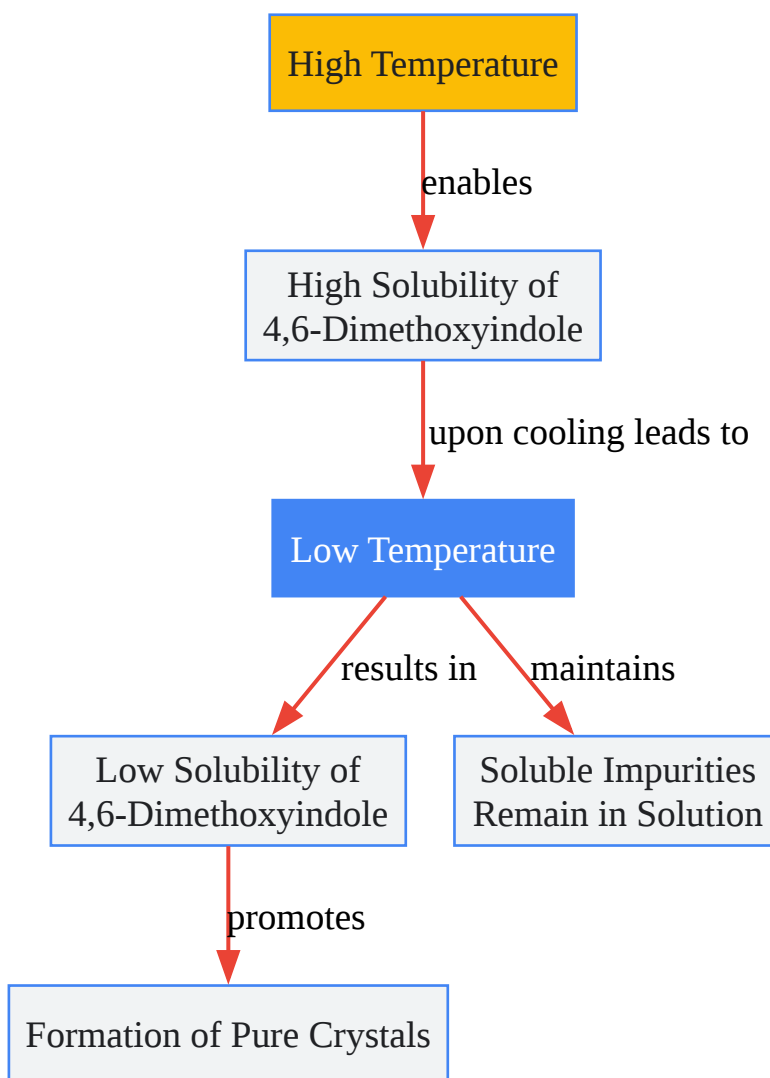 High Temperature
enables
High Solubility of
4,6-Dimethoxyindole
upon cooling leads to
Low Temperature
results in
maintains
Low Solubility of
4,6-Dimethoxyindole
Soluble Impurities
Remain in Solution
promotes
Formation of Pure Crystals